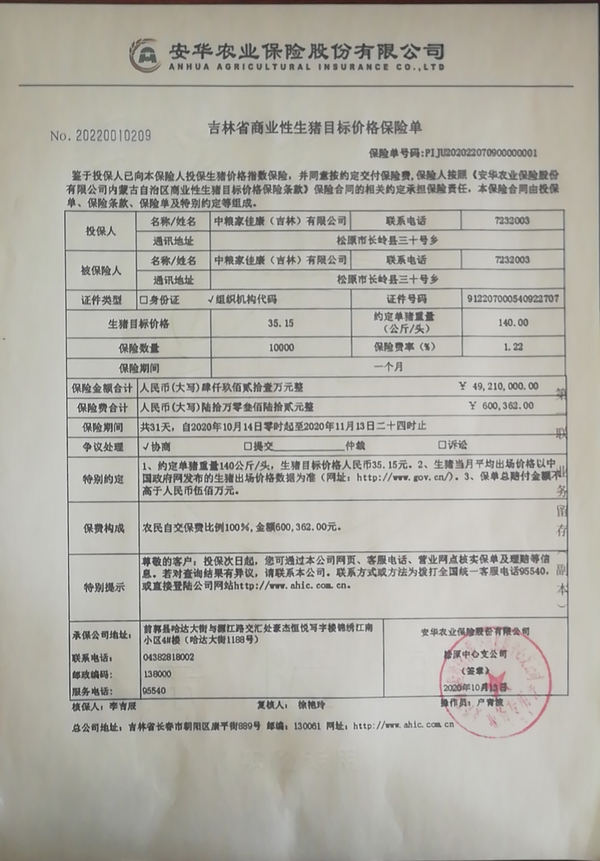 安华农业保险股份有限公司
ANHUA AGRICULTURAL INSURANCE CO.,LTD
吉林省商业性生猪目标价格保险单
No. 20220010209
保险单号码:PIJU202022070900000001
鉴于投保人已向本保险人投保生猪价格指数保险，并同意按约定交付保险费,保险人按照《安华农业保险股份
有限公司内蒙古自治区商业性生猪目标价格保险条款》保险合同的相关约定承担保险责任，本保险合同由投保
单、保险条款、保险单及特别约定等组成。
投保人 名称/姓名 中粮家佳康（吉林）有限公司 联系电话 7232003
通讯地址 松原市长岭县三十号乡
被保险人 名称/姓名 中粮家佳康（吉林）有限公司 联系电话 7232003
通讯地址 松原市长岭县三十号乡
证件类型 □身份证 √组织机构代码 证件号码 912207000540922707
生猪目标价格 35.15 约定单猪重量（公斤/头） 140.00
保险数量 10000 保险费率（%） 1.22
保险期间 一个月
保险金额合计 人民币(大写)肆仟玖佰贰拾壹万元整 ￥ 49,210,000.00
保险费合计 人民币(大写)陆拾万零叁佰陆拾贰元整 ￥ 600,362.00
保险期间 共31天，自2020年10月14日零时起至2020年11月13日二十四时止
争议处理 √协商 □提交______仲裁 □诉讼
特别约定 1、约定单猪重量140公斤/头，生猪目标价格人民币35.15元。2、生猪当月平均出场价格以中
国政府网发布的生猪出场价格数据为准（网址：http://www.gov.cn/）。3、保单总赔付金额不
高于人民币伍佰万元。
保费构成 农民自交保费比例100%,金额600,362.00元。
特别提示 尊敬的客户：投保次日起，您可通过本公司网页、客服电话、营业网点核实保单及理赔等信
息。若对查询结果有异议，请联系本公司。联系方式或方法为拨打全国统一客服电话95540,
或直接登陆公司网站http://www.ahic.com.cn.
第一联 业务留存（副本）
承保公司地址： 前郭县哈达大街与源江路交汇处豪杰恒悦写字楼锦绣江南
小区4#楼（哈达大街1188号）
联系电话： 04382818002
邮政编码： 138000
服务电话： 95540
安华农业保险股份有限公司
松原中心支公司
（签章）
2020年10月13日
核保人：李吉辰 复核人： 徐艳玲 操作员：户青波
总公司地址：吉林省长春市朝阳区康平街889号 邮编：130061 网址：http://www.ahic.com.cn